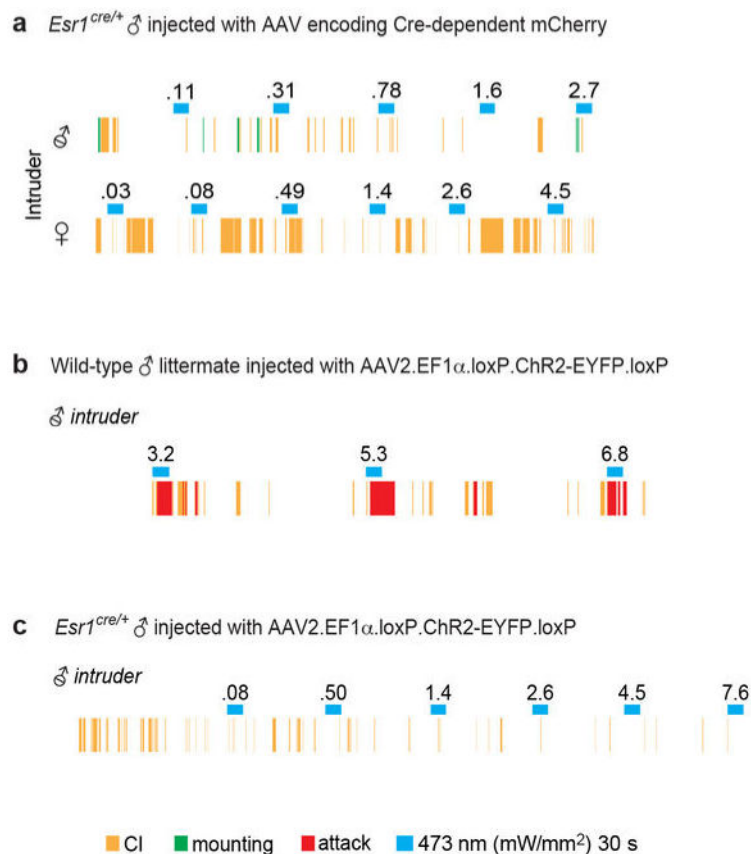 a Esr1cre/+ ♂ injected with AAV encoding Cre-dependent mCherry
.11 .31 .78 1.6 2.7
Intruder
♂
.03 .08 .49 1.4 2.6 4.5
♀
b Wild-type ♂ littermate injected with AAV2.EF1α.loxP.ChR2-EYFP.loxP
♂ intruder
3.2 5.3 6.8
c Esr1cre/+ ♂ injected with AAV2.EF1α.loxP.ChR2-EYFP.loxP
♂ intruder
.08 .50 1.4 2.6 4.5 7.6
CI mounting attack 473 nm (mW/mm²) 30 s